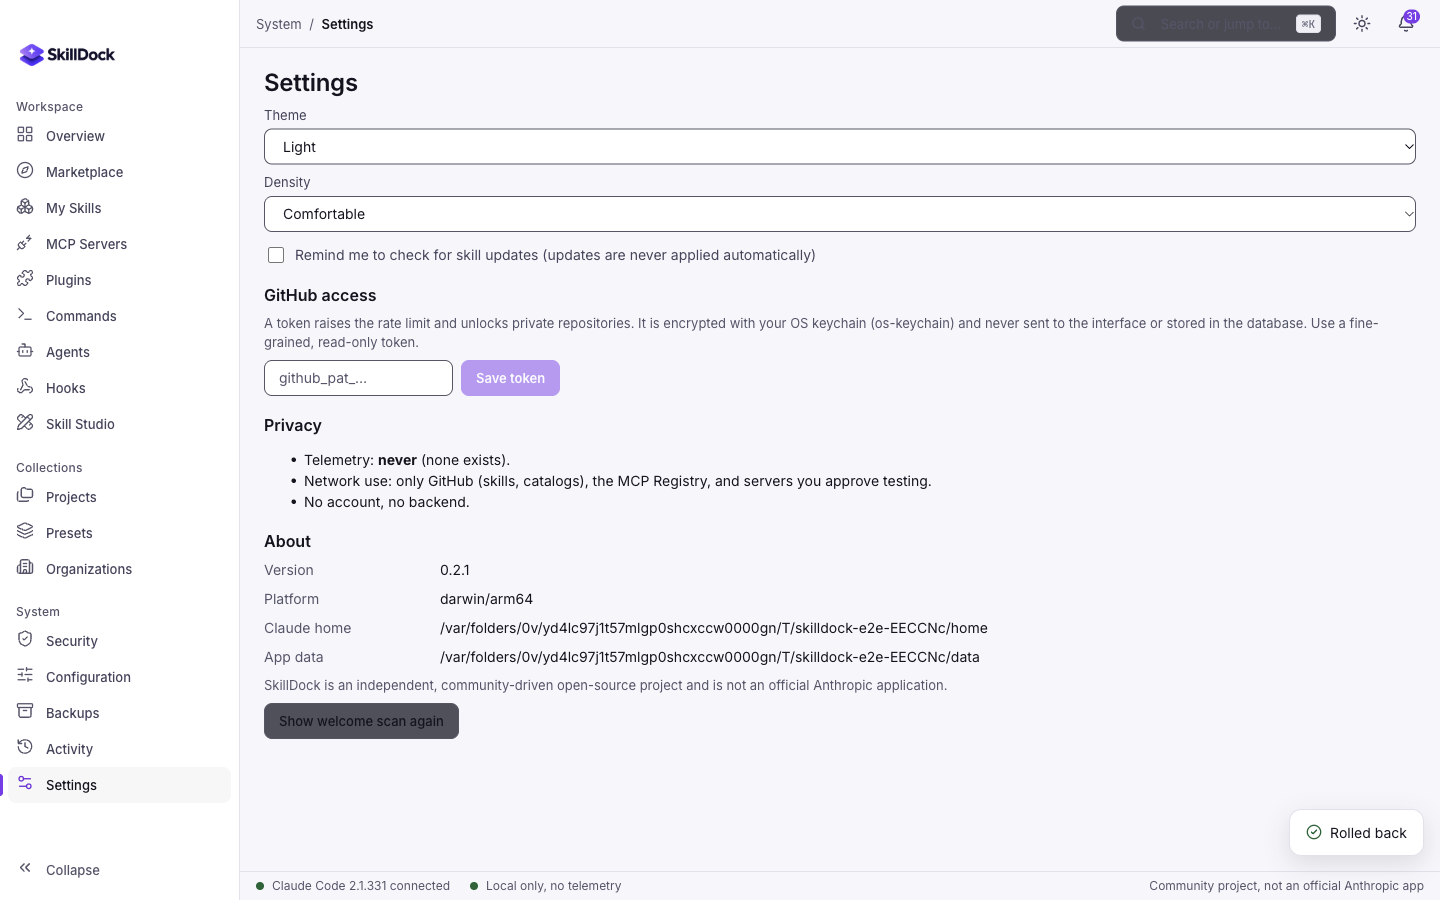 System / Settings
Search or jump to...
⌘K
31
SkillDock
Workspace
Overview
Marketplace
My Skills
MCP Servers
Plugins
Commands
Agents
Hooks
Skill Studio
Collections
Projects
Presets
Organizations
System
Security
Configuration
Backups
Activity
Settings
Collapse
Settings
Theme
Light
Density
Comfortable
Remind me to check for skill updates (updates are never applied automatically)
GitHub access
A token raises the rate limit and unlocks private repositories. It is encrypted with your OS keychain (os-keychain) and never sent to the interface or stored in the database. Use a fine-
grained, read-only token.
github_pat_...
Save token
Privacy
• Telemetry: never (none exists).
• Network use: only GitHub (skills, catalogs), the MCP Registry, and servers you approve testing.
• No account, no backend.
About
Version 0.2.1
Platform darwin/arm64
Claude home /var/folders/0v/yd4lc97j1t57mlgp0shcxccw0000gn/T/skilldock-e2e-EECCNc/home
App data /var/folders/0v/yd4lc97j1t57mlgp0shcxccw0000gn/T/skilldock-e2e-EECCNc/data
SkillDock is an independent, community-driven open-source project and is not an official Anthropic application.
Show welcome scan again
Rolled back
Claude Code 2.1.331 connected
Local only, no telemetry
Community project, not an official Anthropic app